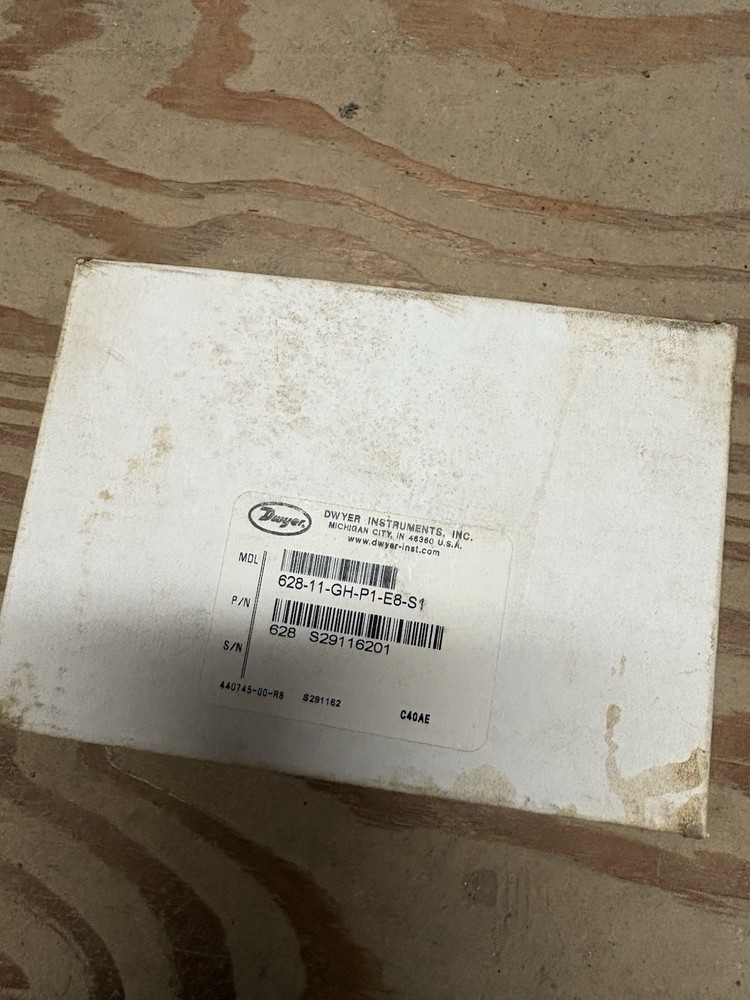 Dwyer.
DWYER INSTRUMENTS, INC.
MICHIGAN CITY, IN 46360 U.S.A.
www.dwyer-inst.com
MDL
628-11-GH-P1-E8-S1
P/N
628 S29116201
S/N
440745-00-R8 S291162 C40AE